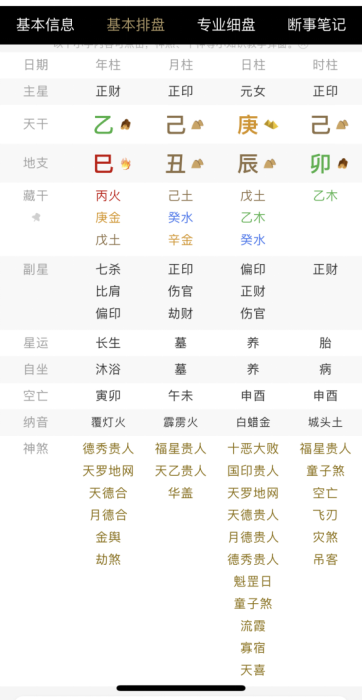 基本信息 基本排盘 专业细盘 断事笔记
日期 年柱 月柱 日柱 时柱
主星 正财 正印 元女 正印
天干 乙 己 庚 己
地支 巳 丑 辰 卯
藏干 丙火 己土 戊土 乙木
庚金 癸水 乙木
戊土 辛金 癸水
副星 七杀 正印 偏印 正财
比肩 伤官 正财
偏印 劫财 伤官
星运 长生 墓 养 胎
自坐 沐浴 墓 养 病
空亡 寅卯 午未 申酉 申酉
纳音 覆灯火 霹雳火 白蜡金 城头土
神煞 德秀贵人 福星贵人 十恶大败 福星贵人
天罗地网 天乙贵人 国印贵人 童子煞
天德合 华盖 天罗地网 空亡
月德合 天德贵人 飞刃
金舆 月德贵人 灾煞
劫煞 德秀贵人 吊客
魁罡日
童子煞
流霞
寡宿
天喜